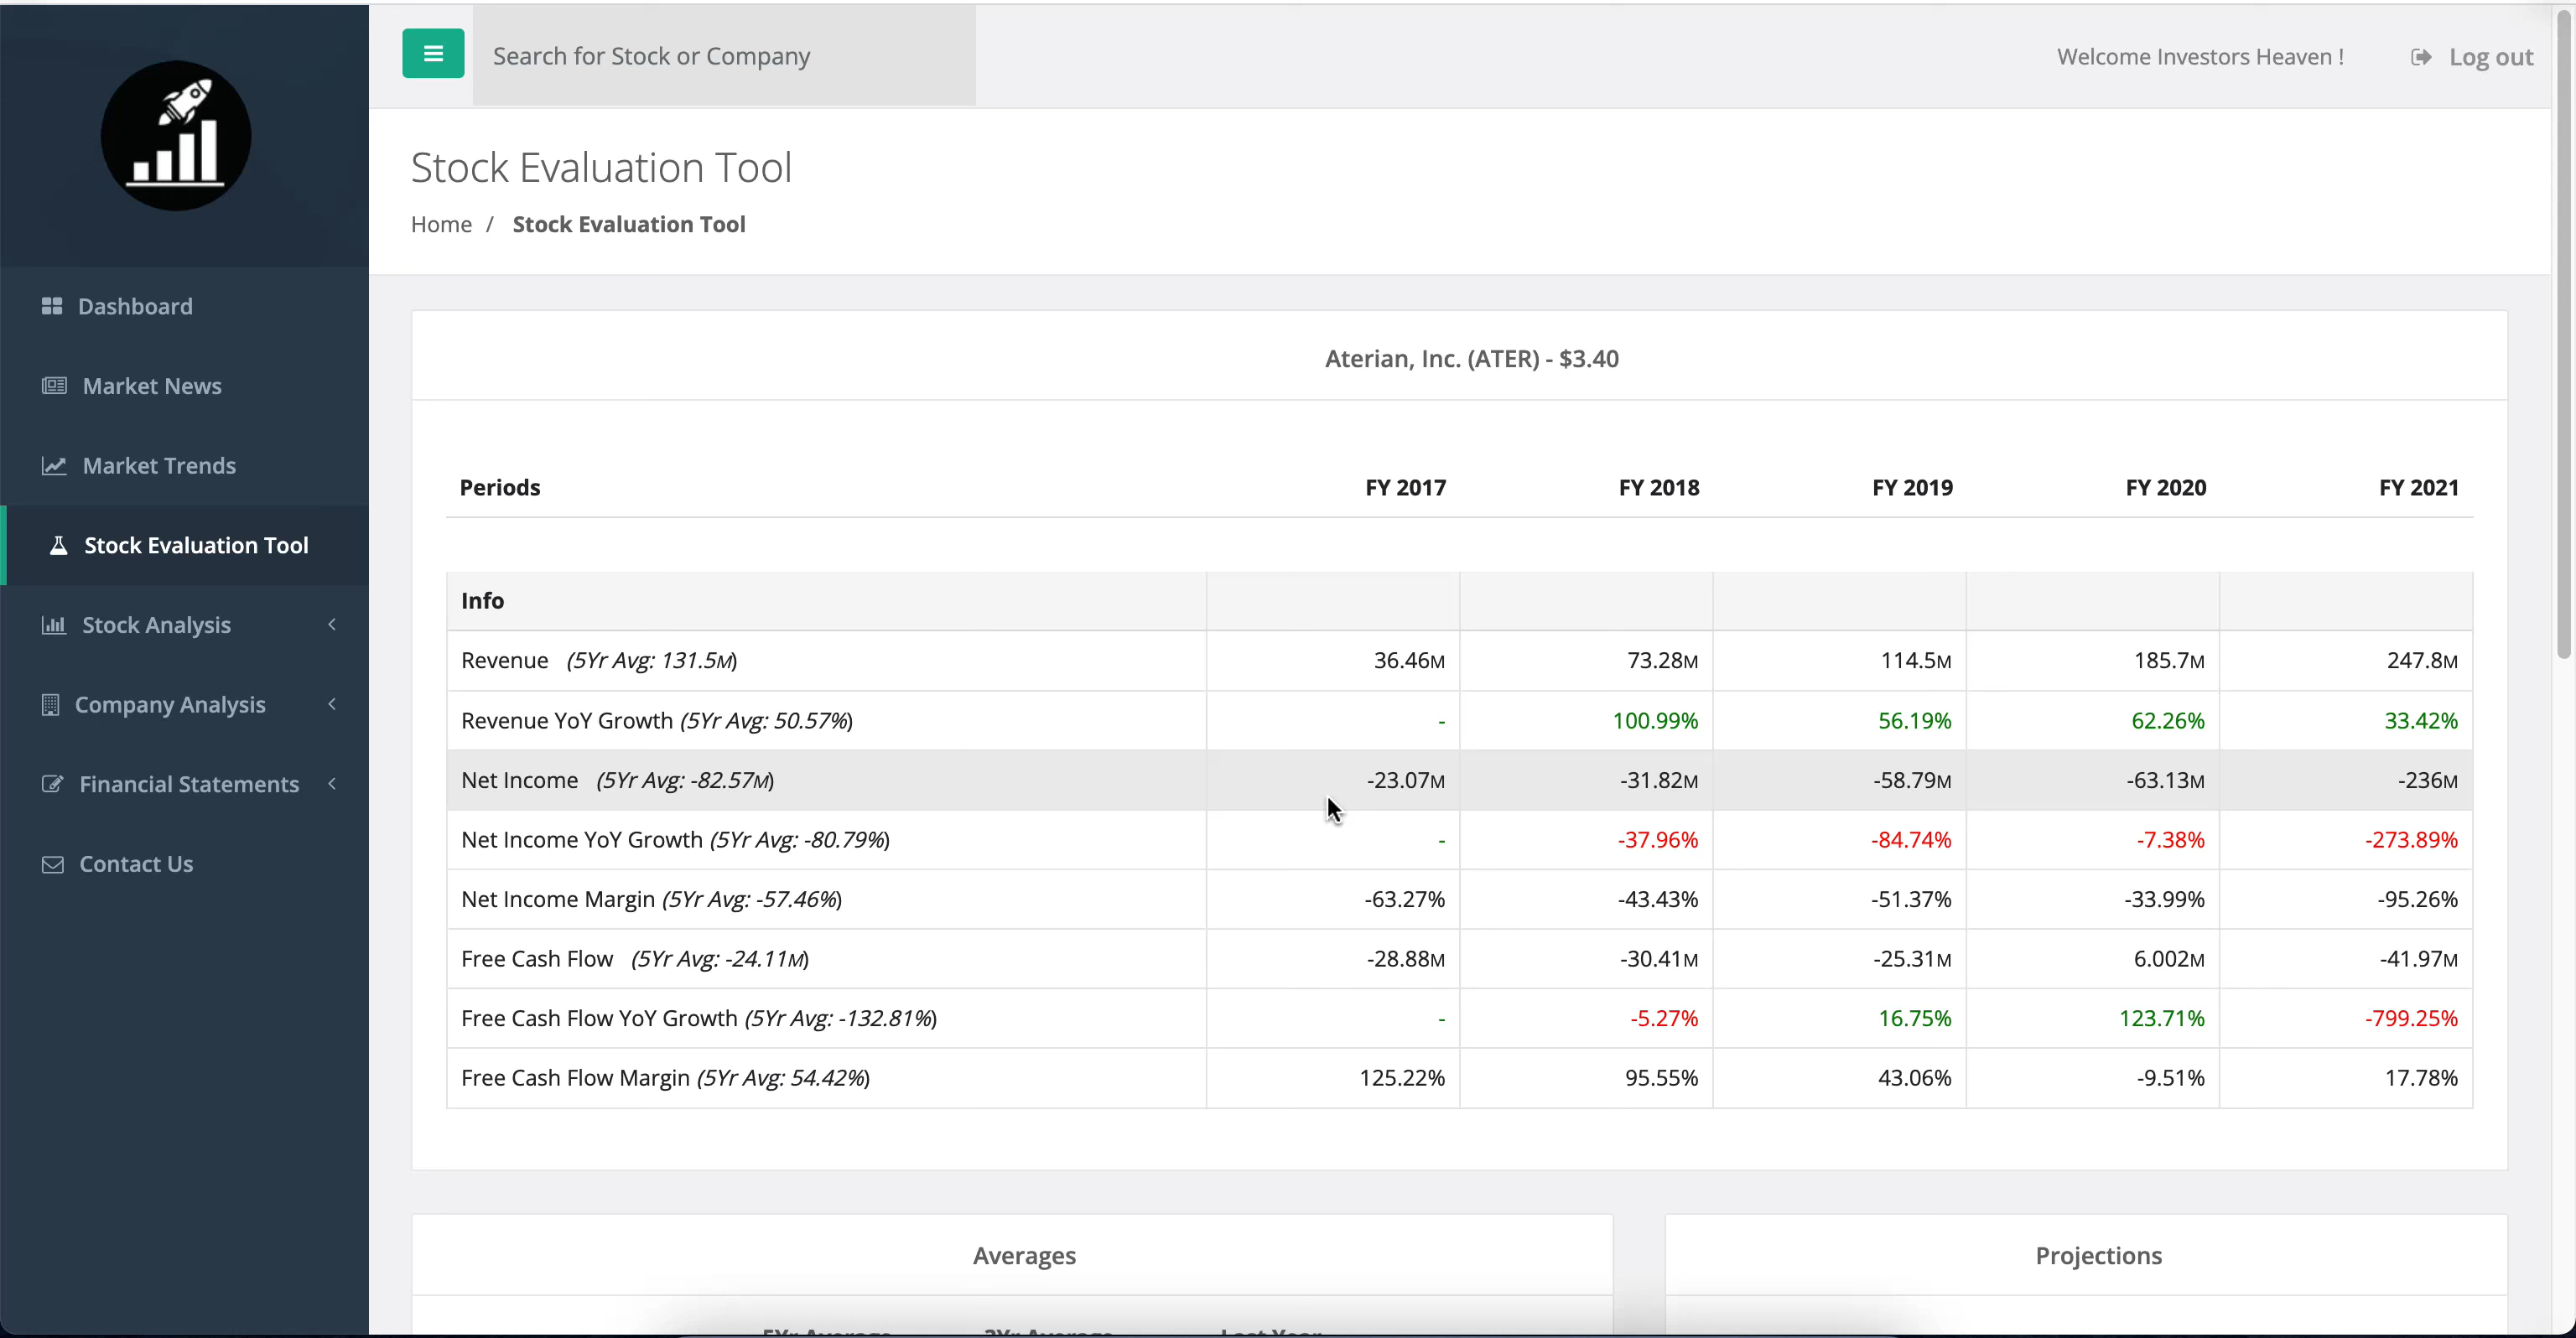 Search for Stock or Company
Welcome Investors Heaven !
Log out
Stock Evaluation Tool
Home / Stock Evaluation Tool
Dashboard
Market News
Market Trends
Stock Evaluation Tool
Stock Analysis
Company Analysis
Financial Statements
Contact Us
Aterian, Inc. (ATER) - $3.40
Periods FY 2017 FY 2018 FY 2019 FY 2020 FY 2021
Info
Revenue (5Yr Avg: 131.5M) 36.46M 73.28M 114.5M 185.7M 247.8M
Revenue YoY Growth (5Yr Avg: 50.57%) - 100.99% 56.19% 62.26% 33.42%
Net Income (5Yr Avg: -82.57M) -23.07M -31.82M -58.79M -63.13M -236M
Net Income YoY Growth (5Yr Avg: -80.79%) - -37.96% -84.74% -7.38% -273.89%
Net Income Margin (5Yr Avg: -57.46%) -63.27% -43.43% -51.37% -33.99% -95.26%
Free Cash Flow (5Yr Avg: -24.11M) -28.88M -30.41M -25.31M 6.002M -41.97M
Free Cash Flow YoY Growth (5Yr Avg: -132.81%) - -5.27% 16.75% 123.71% -799.25%
Free Cash Flow Margin (5Yr Avg: 54.42%) 125.22% 95.55% 43.06% -9.51% 17.78%
Averages
Projections
5Yr Average Last Year